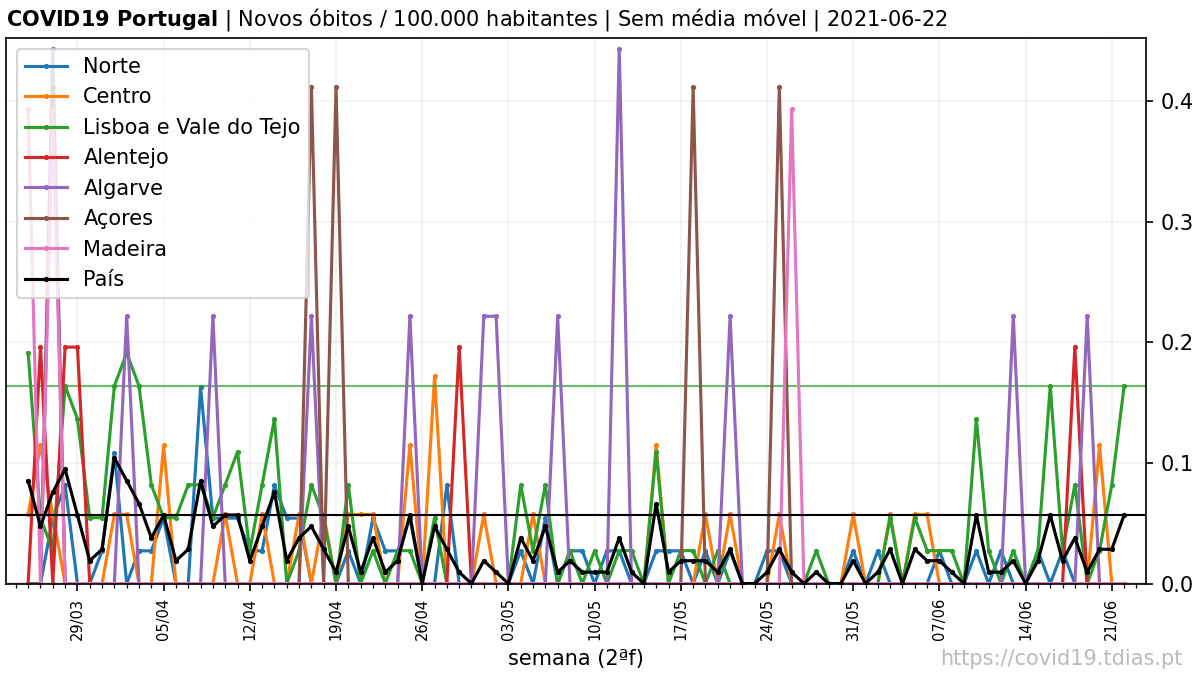 COVID19 Portugal | Novos óbitos / 100.000 habitantes | Sem média móvel | 2021-06-22
Norte
Centro
Lisboa e Vale do Tejo
Alentejo
Algarve
Açores
Madeira
País
0.4
0.3
0.2
0.1
0.0
29/03 05/04 12/04 19/04 26/04 03/05 10/05 17/05 24/05 31/05 07/06 14/06 21/06
semana (2ªf)
https://covid19.tdias.pt